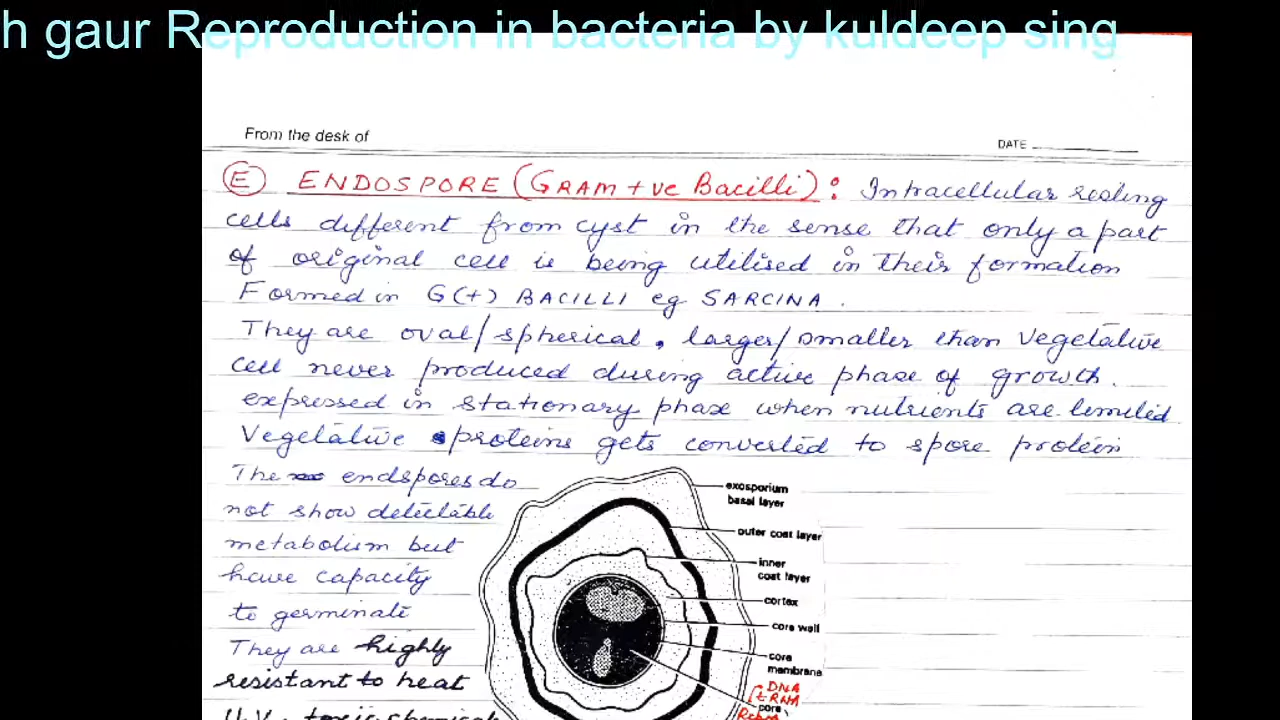 h gaur Reproduction in bacteria by kuldeep sing
From the desk of
DATE
(E) ENDOSPORE (GRAM +ve Bacilli) : Intracellular resting
cells different from cyst in the sense that only a part
of original cell is being utilised in their formation
Formed in G(+) BACILLI eg SARCINA.
They are oval/spherical. larger/smaller than vegetative
cell never produced during active phase of growth.
expressed in stationary phase when nutrients are limited
Vegetative proteins gets converted to spore protein
The endspores do
not show detectable
metabolism but
have capacity
to germinate
They are highly
resistant to heat
U.V., toxic chemical
exosporium
basal layer
outer coat layer
inner
coat layer
cortex
core wall
core
membrane
core
DNA
t RNA